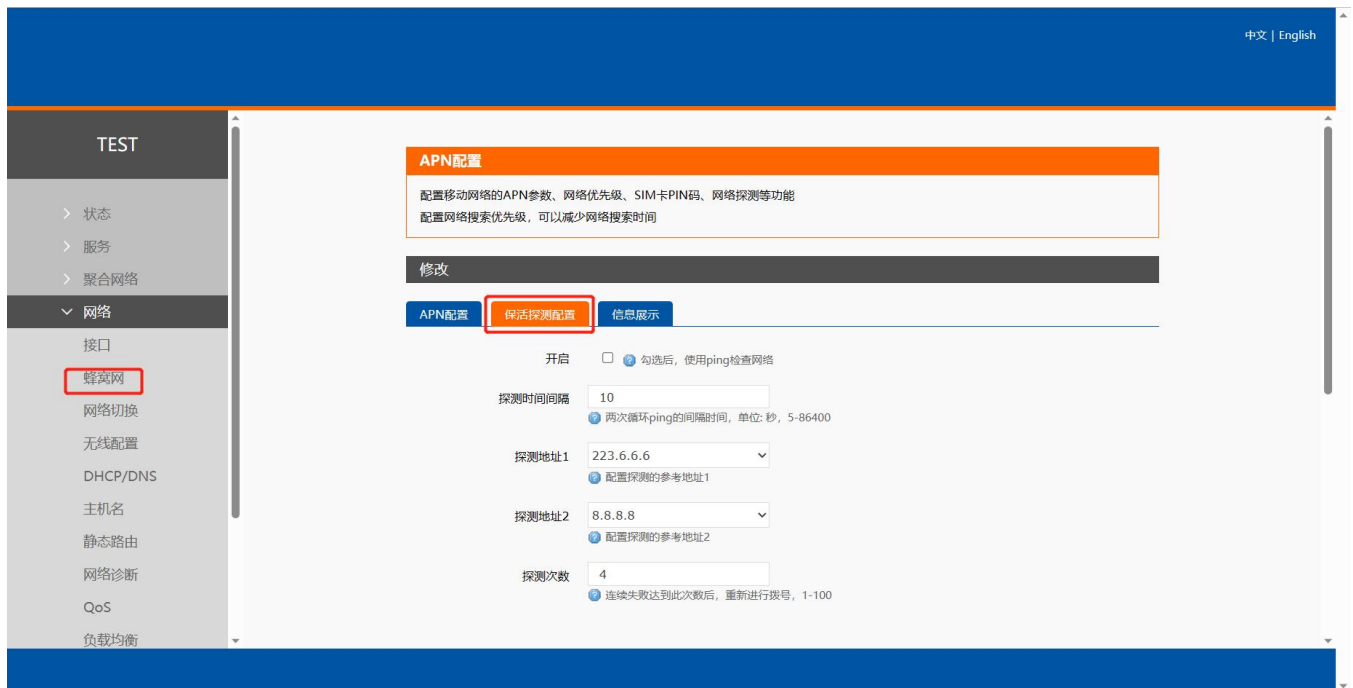 中文 | English
TEST
状态
服务
聚合网络
网络
接口
蜂窝网
网络切换
无线配置
DHCP/DNS
主机名
静态路由
网络诊断
QoS
负载均衡
APN配置
配置移动网络的APN参数、网络优先级、SIM卡PIN码、网络探测等功能
配置网络搜索优先级，可以减少网络搜索时间
修改
APN配置 保活探测配置 信息展示
开启 勾选后，使用ping检查网络
探测时间间隔 10
两次循环ping的间隔时间，单位: 秒，5-86400
探测地址1 223.6.6.6
配置探测的参考地址1
探测地址2 8.8.8.8
配置探测的参考地址2
探测次数 4
连续失败达到此次数后，重新进行拨号，1-100